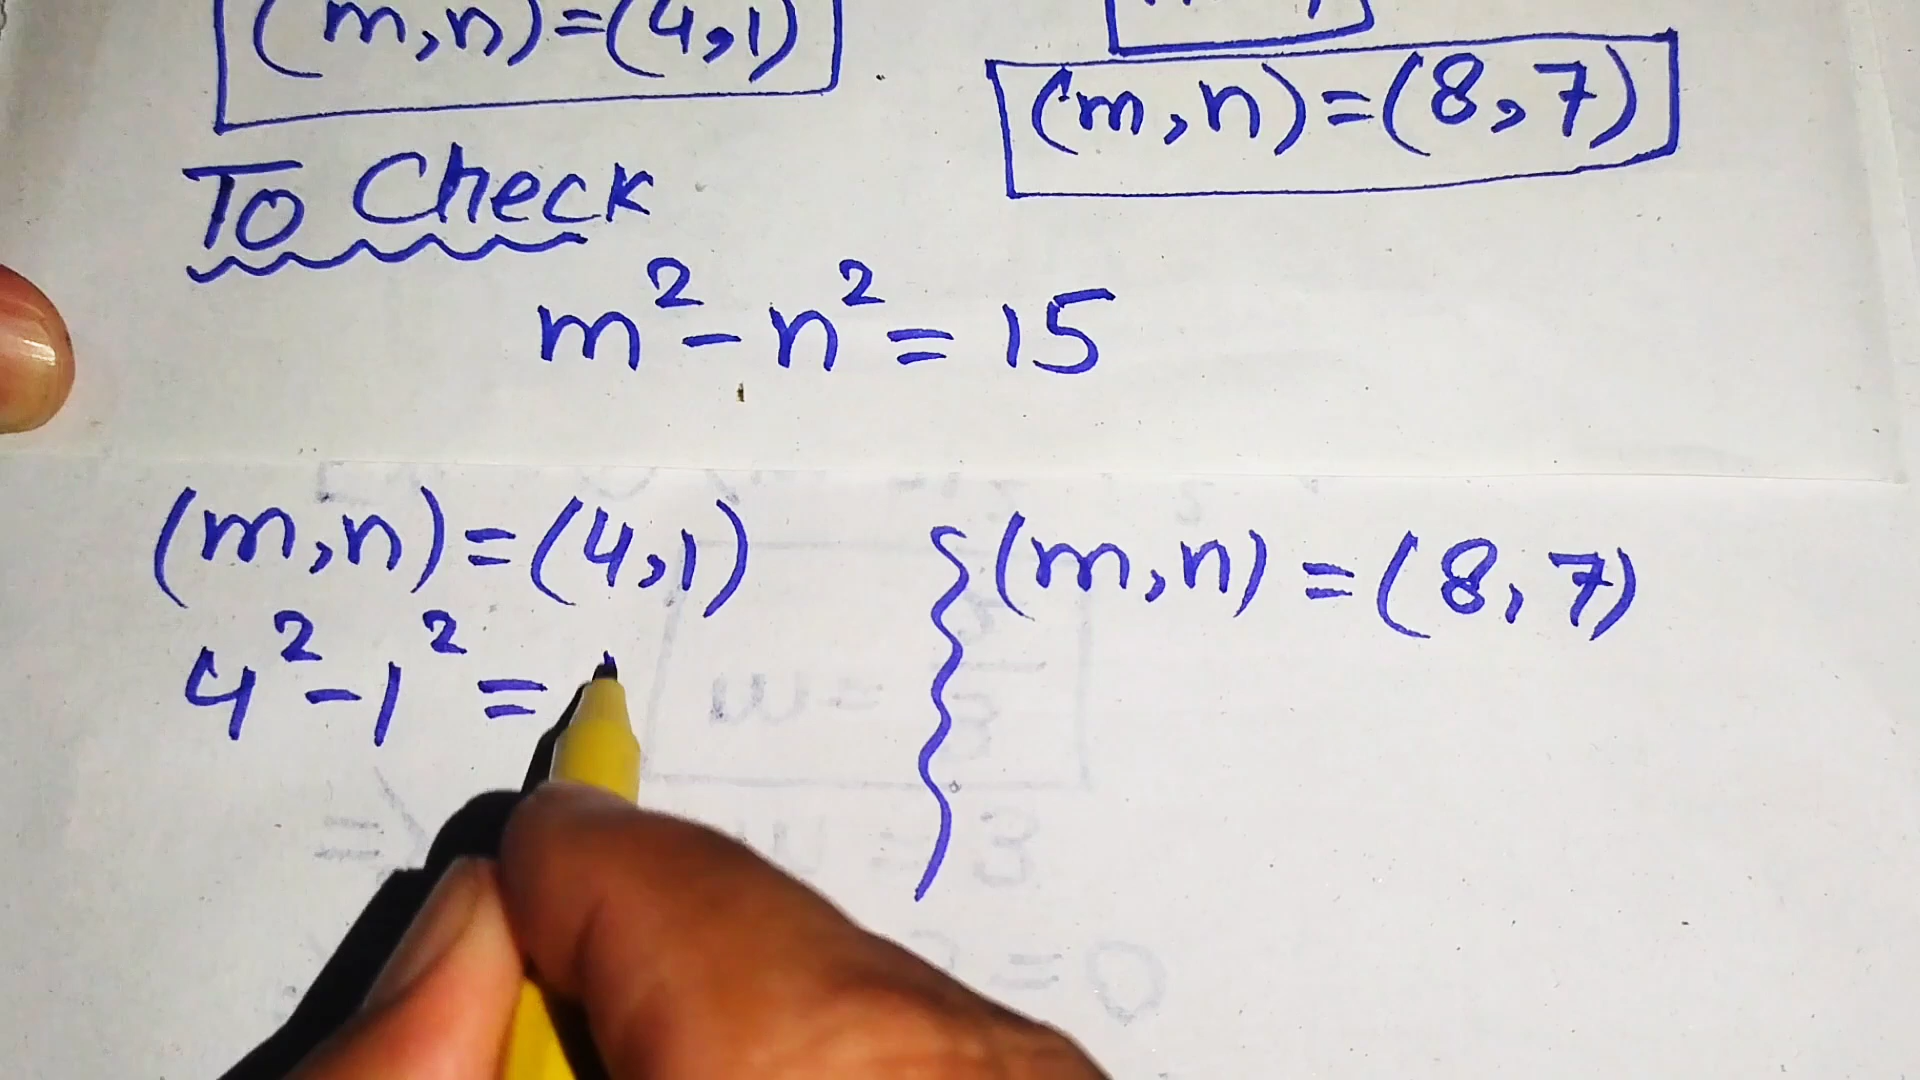 (m,n)=(4,1)
(m,n)=(8,7)
To Check
m²-n²=15
(m,n)=(4,1)
(m,n)=(8,7)
4²-1²=